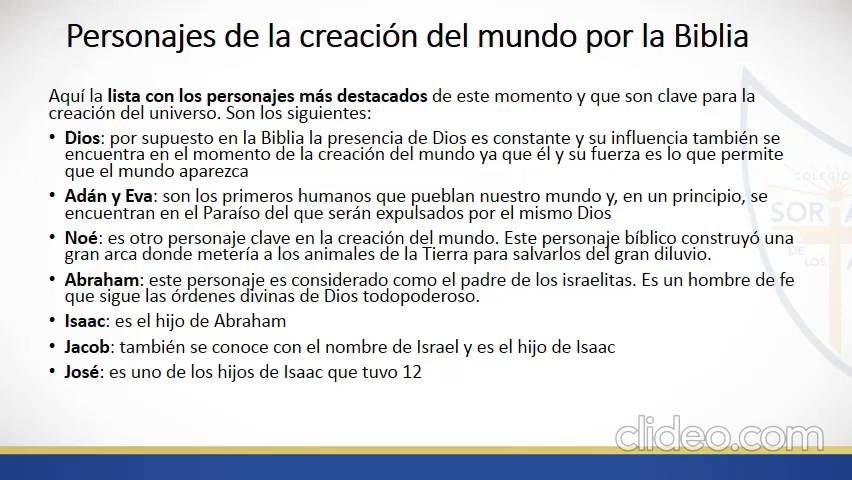 Personajes de la creación del mundo por la Biblia
Aquí la lista con los personajes más destacados de este momento y que son clave para la
creación del universo. Son los siguientes:
• Dios: por supuesto en la Biblia la presencia de Dios es constante y su influencia también se
encuentra en el momento de la creación del mundo ya que él y su fuerza es lo que permite
que el mundo aparezca
• Adán y Eva: son los primeros humanos que pueblan nuestro mundo y, en un principio, se
encuentran en el Paraíso del que serán expulsados por el mismo Dios
• Noé: es otro personaje clave en la creación del mundo. Este personaje bíblico construyó una
gran arca donde metería a los animales de la Tierra para salvarlos del gran diluvio.
• Abraham: este personaje es considerado como el padre de los israelitas. Es un hombre de fe
que sigue las órdenes divinas de Dios todopoderoso.
• Isaac: es el hijo de Abraham
• Jacob: también se conoce con el nombre de Israel y es el hijo de Isaac
• José: es uno de los hijos de Isaac que tuvo 12
COLEGIO
DE LOS
clideo.com